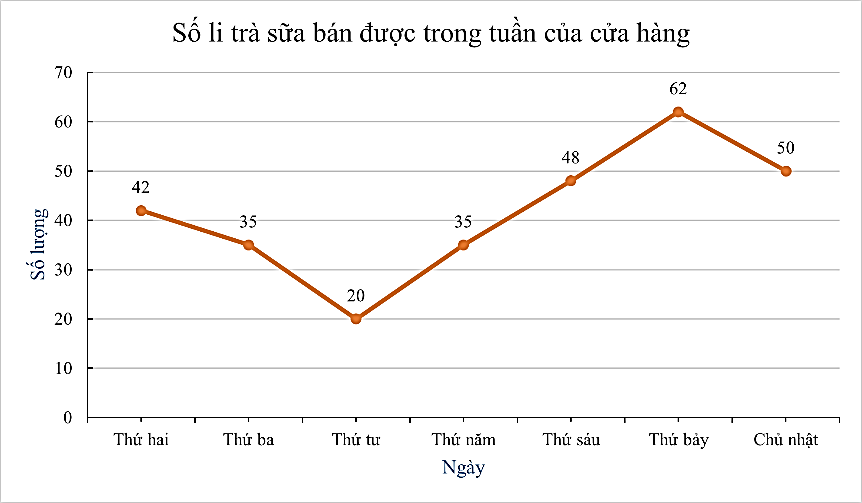 Số li trà sữa bán được trong tuần của cửa hàng
70
60
50
40
30
20
10
0
Số lượng
42
35
20
35
48
62
50
Thứ hai
Thứ ba
Thứ tư
Thứ năm
Thứ sáu
Thứ bảy
Chủ nhật
Ngày